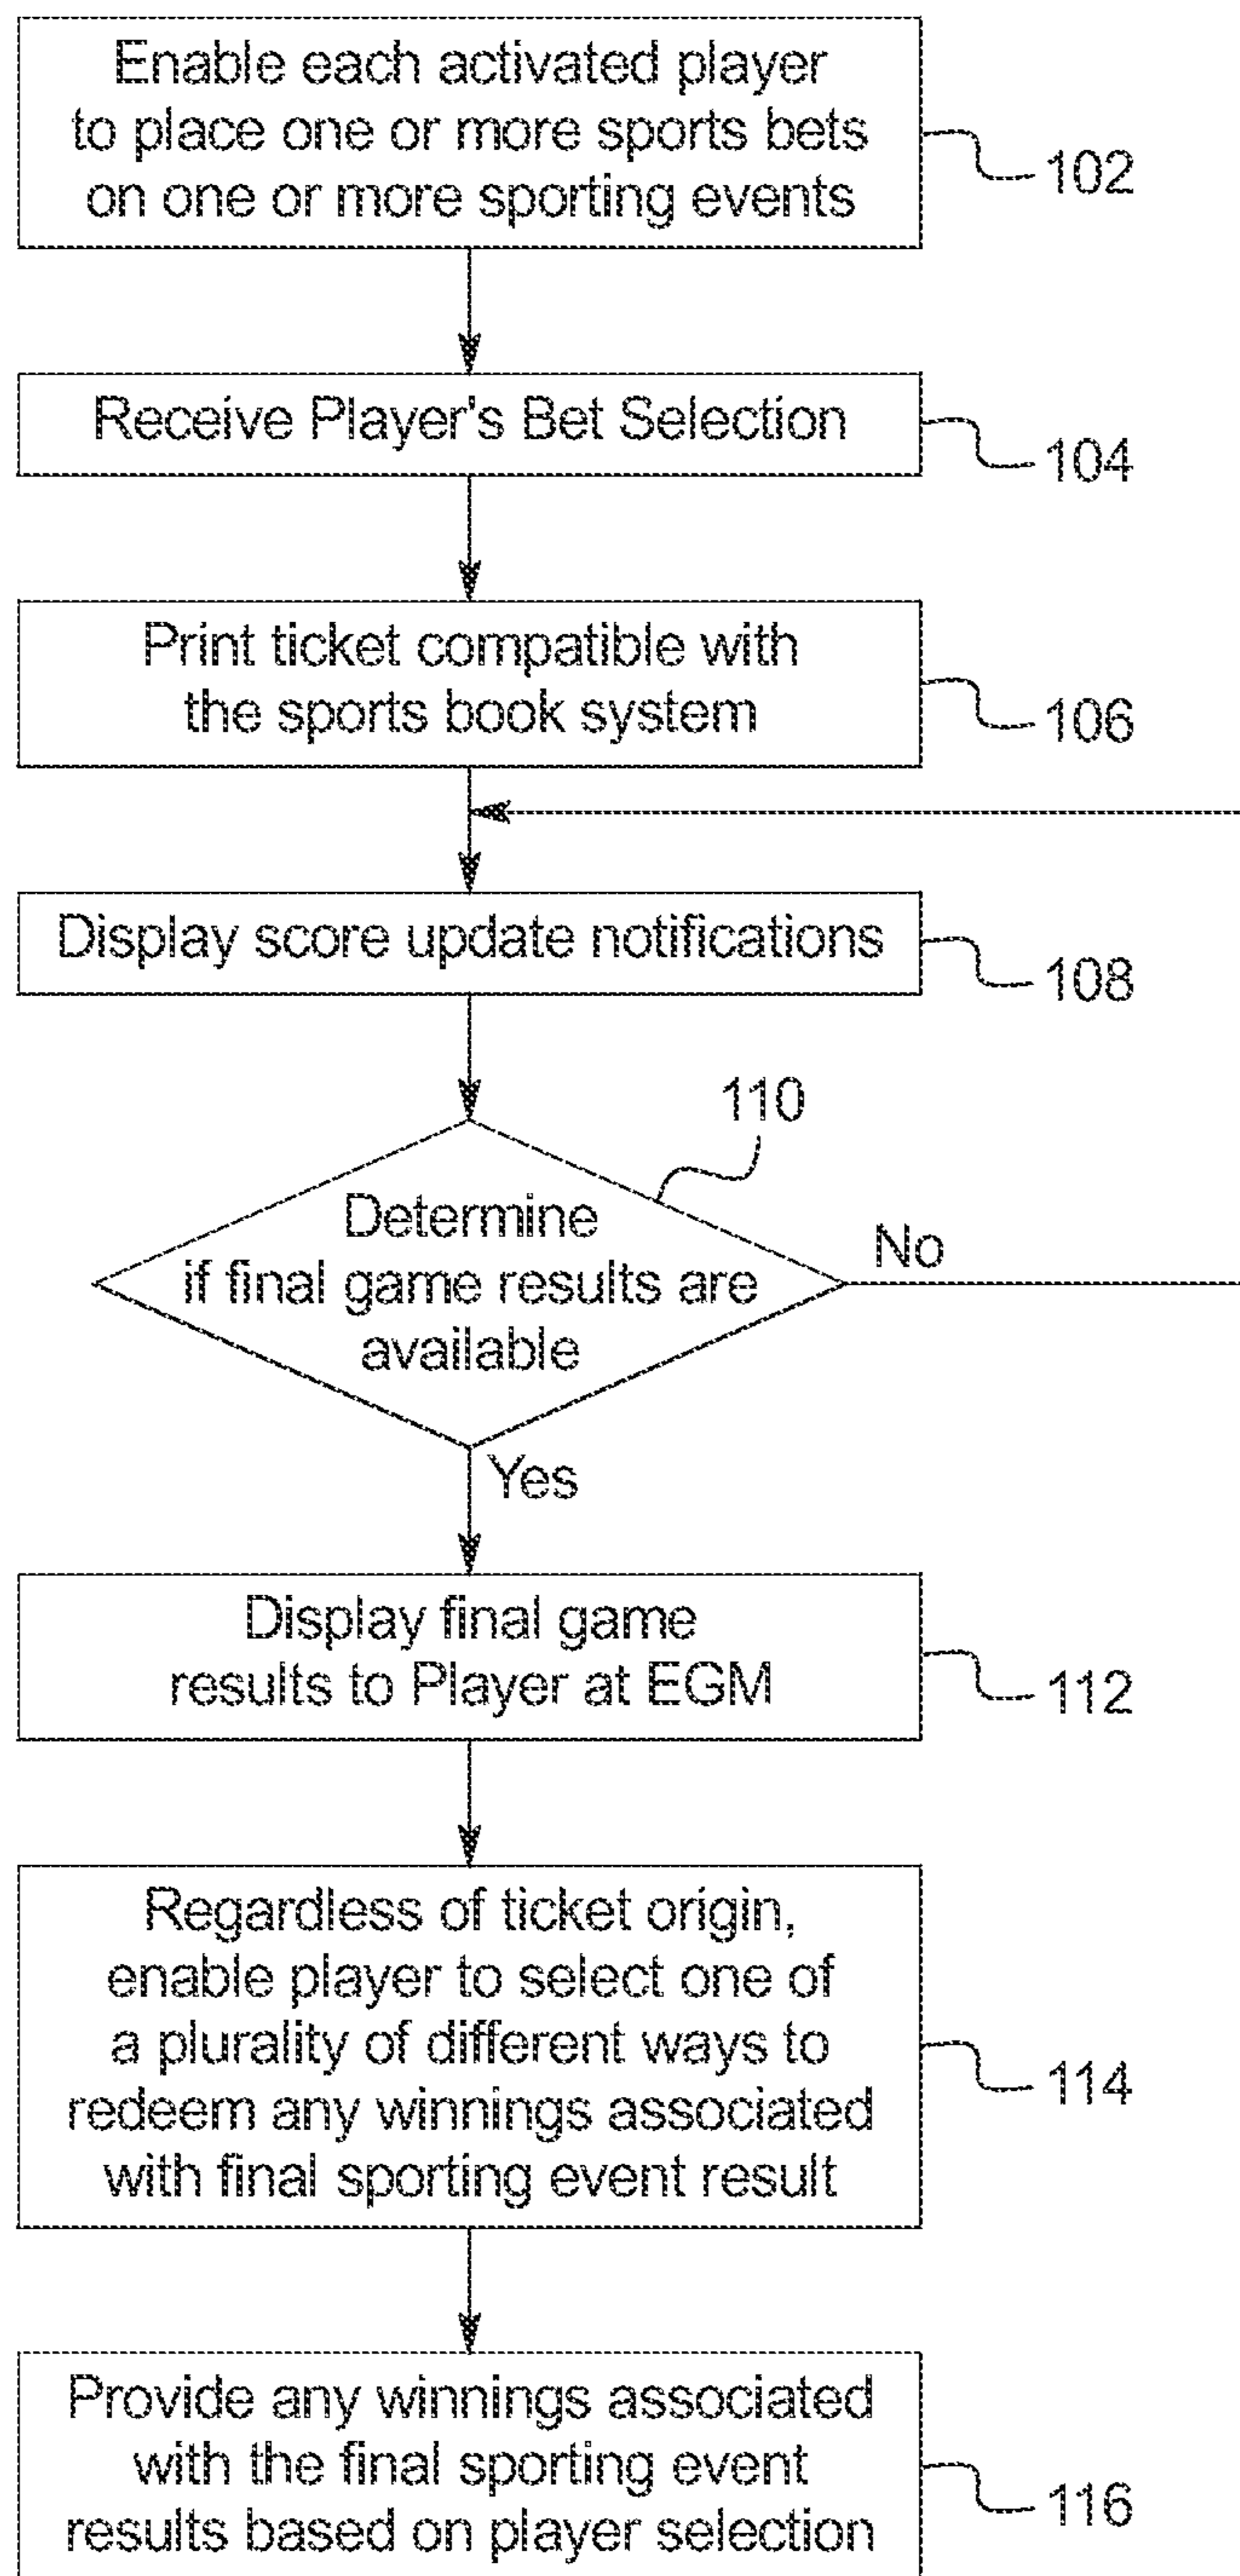 Enable each activated player
to place one or more sports bets
on one or more sporting events
102
Receive Player's Bet Selection
104
Print ticket compatible with
the sports book system
106
Display score update notifications
108
110
Determine
if final game results are
available
No
Yes
Display final game
results to Player at EGM
112
Regardless of ticket origin,
enable player to select one of
a plurality of different ways to
redeem any winnings associated
with final sporting event result
114
Provide any winnings associated
with the final sporting event
results based on player selection
116